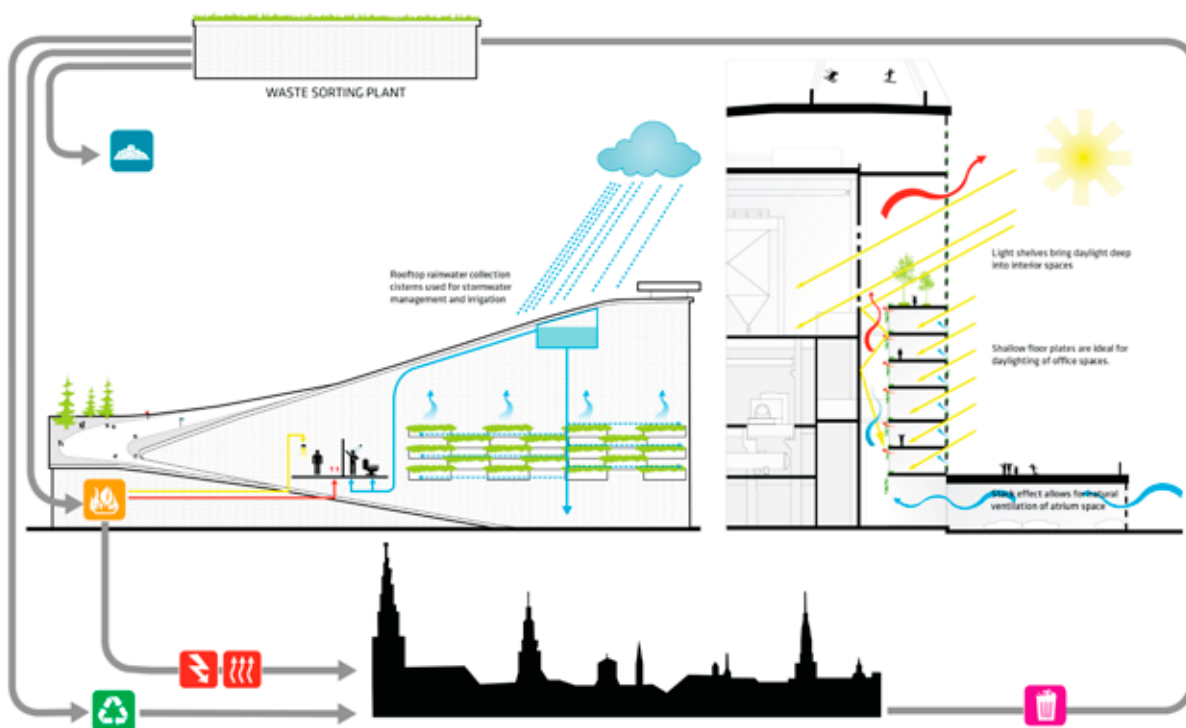 WASTE SORTING PLANT
Rooftop rainwater collection
cisterns used for stormwater
management and irrigation
Light shelves bring daylight deep
into interior spaces
Shallow floor plates are ideal for
daylighting of office spaces.
Stack effect allows for natural
ventilation of atrium space